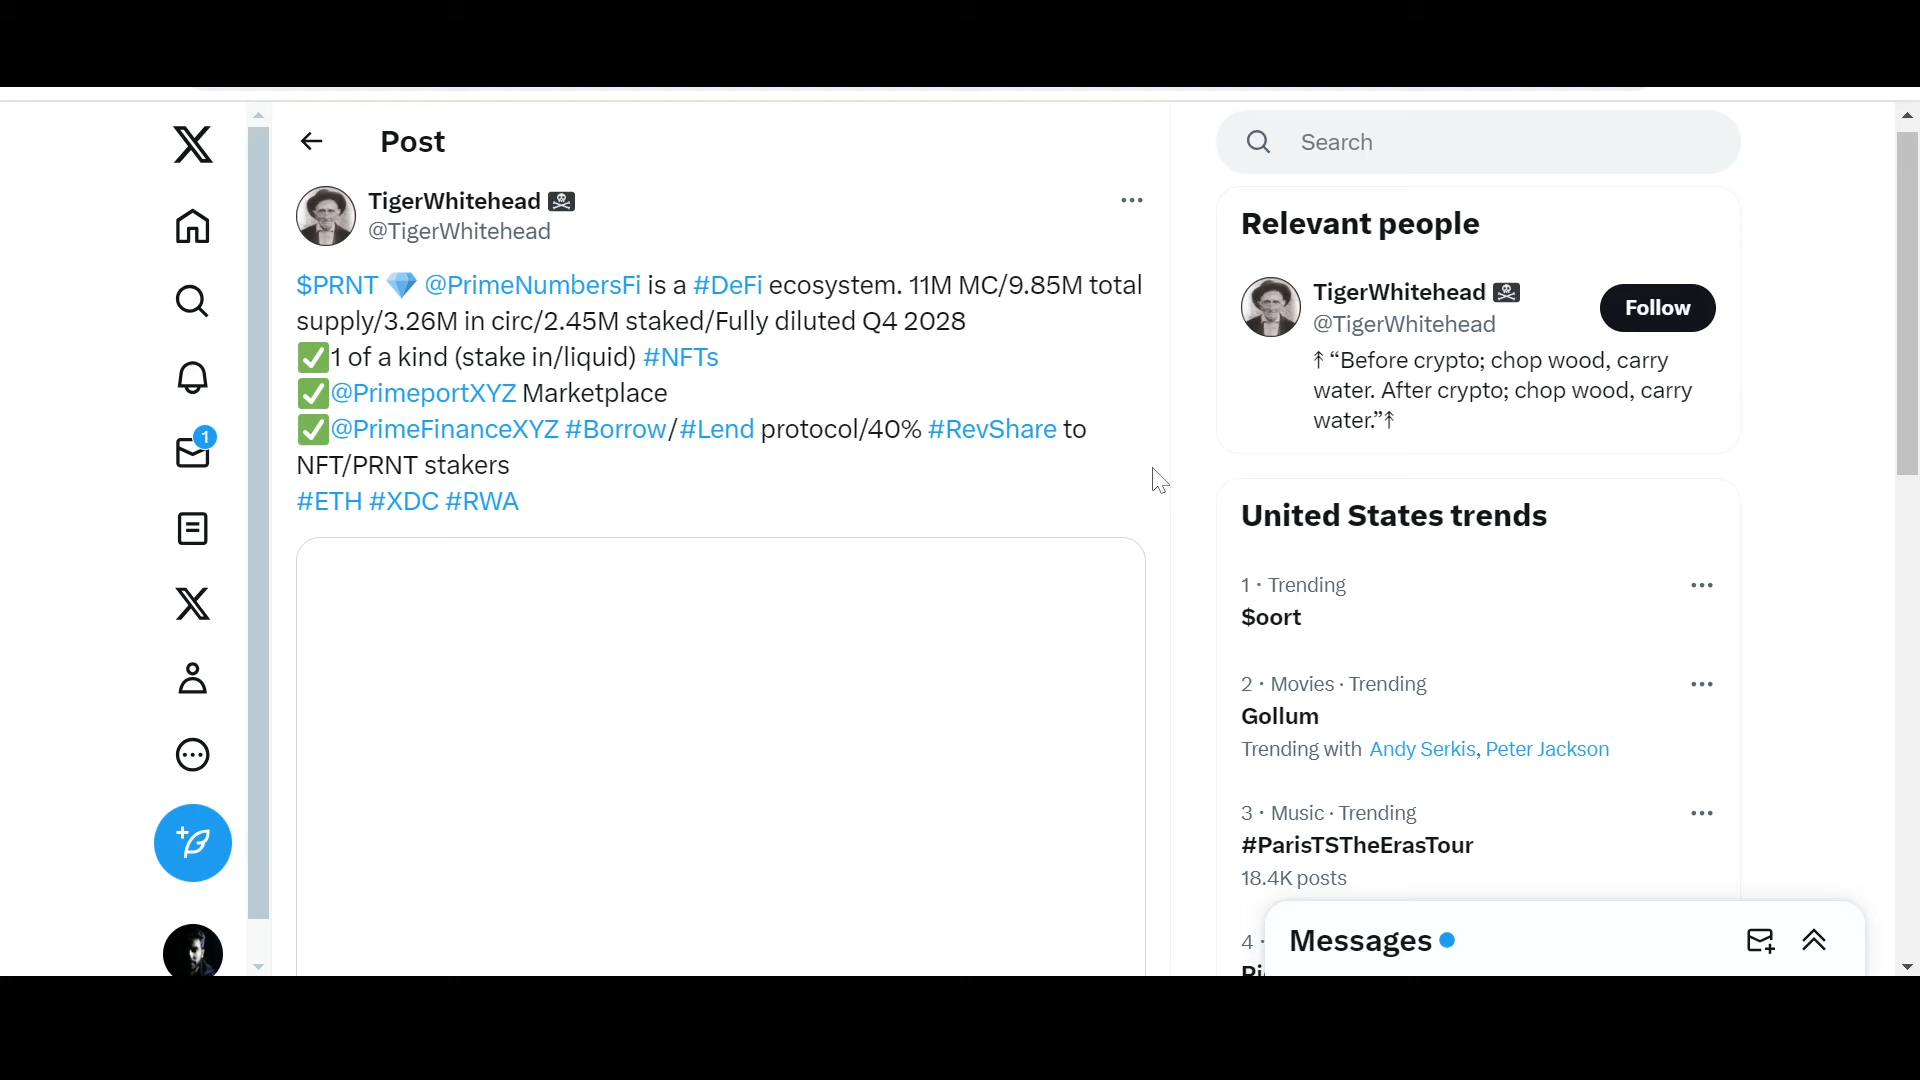 Post
Search
TigerWhitehead 🏴‍☠️
@TigerWhitehead
$PRNT 💎 @PrimeNumbersFi is a #DeFi ecosystem. 11M MC/9.85M total
supply/3.26M in circ/2.45M staked/Fully diluted Q4 2028
✅1 of a kind (stake in/liquid) #NFTs
✅@PrimeportXYZ Marketplace
✅@PrimeFinanceXYZ #Borrow/#Lend protocol/40% #RevShare to
NFT/PRNT stakers
#ETH #XDC #RWA
1
Relevant people
TigerWhitehead 🏴‍☠️
@TigerWhitehead
Follow
↟ “Before crypto; chop wood, carry
water. After crypto; chop wood, carry
water.”↟
United States trends
1 · Trending
$oort
2 · Movies · Trending
Gollum
Trending with Andy Serkis, Peter Jackson
3 · Music · Trending
#ParisTSTheErasTour
18.4K posts
4 ·
Messages